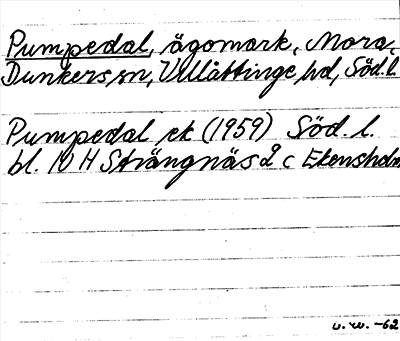 Pumpedal, ägomark, Mora,
Dunkers sn, Villåttinge hd, Söd.l.
Pumpedal ek (1959) Söd. l.
bl. 10 H Strängnäs 2 c Ekensholm
u.w. -62